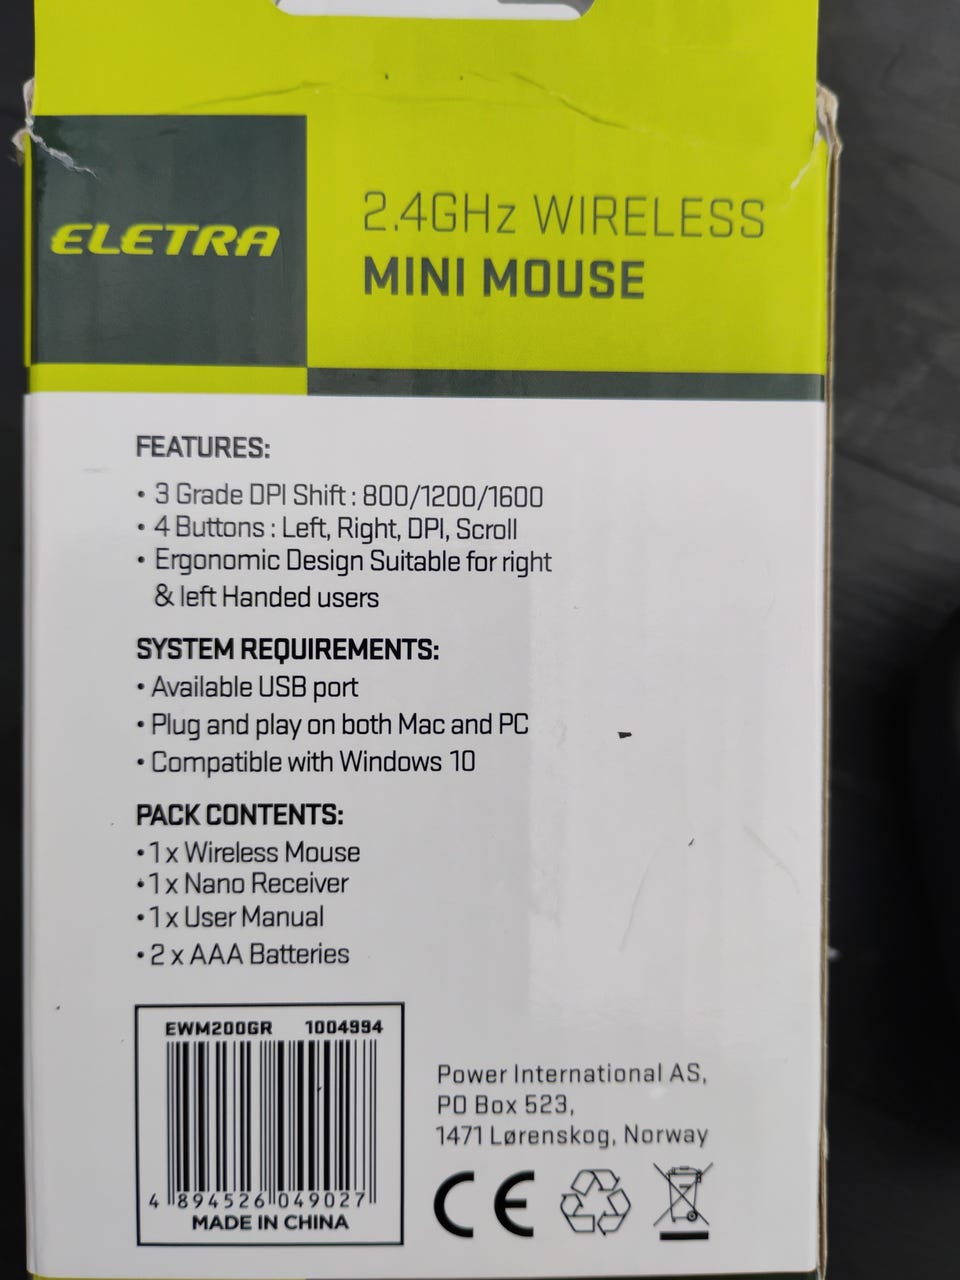 ELETRA
2.4GHz WIRELESS
MINI MOUSE
FEATURES:
• 3 Grade DPI Shift : 800/1200/1600
• 4 Buttons : Left, Right, DPI, Scroll
• Ergonomic Design Suitable for right
& left Handed users
SYSTEM REQUIREMENTS:
• Available USB port
• Plug and play on both Mac and PC
• Compatible with Windows 10
PACK CONTENTS:
• 1 x Wireless Mouse
• 1 x Nano Receiver
• 1 x User Manual
• 2 x AAA Batteries
EWM200GR 1004994
4 894526 049027
MADE IN CHINA
Power International AS,
PO Box 523,
1471 Lørenskog, Norway
CE